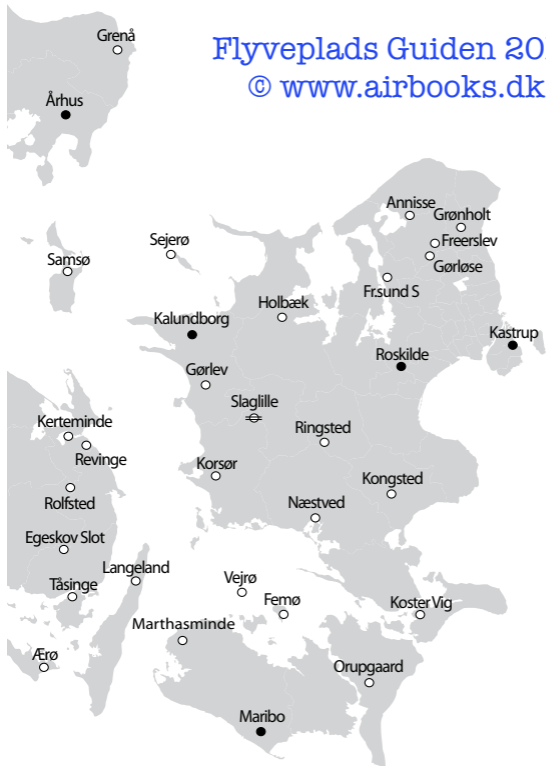 Grenå
Flyveplads Guiden 20
© www.airbooks.dk
Århus
Annisse
Grønholt
Freerslev
Gørløse
Sejerø
Samsø
Fr.sund S
Holbæk
Kalundborg
Kastrup
Roskilde
Gørlev
Slaglille
Kerteminde
Ringsted
Revinge
Korsør
Kongsted
Rolfsted
Næstved
Egeskov Slot
Langeland
Vejrø
Tåsinge
Femø
Koster Vig
Marthasminde
Ærø
Orupgaard
Maribo